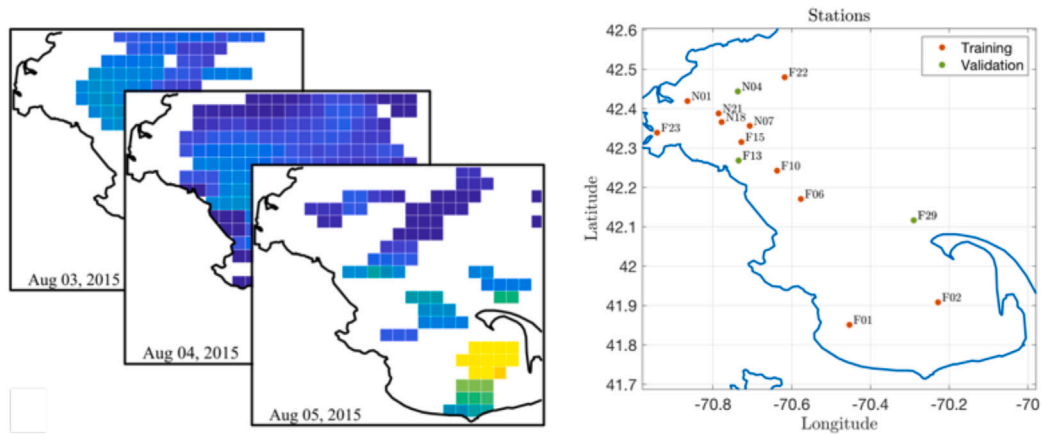 Aug 03, 2015
Aug 04, 2015
Aug 05, 2015
Stations
42.6
42.5
42.4
42.3
42.2
42.1
42
41.9
41.8
41.7
Latitude
Training
Validation
F22
N04
N01
N21
N18
N07
F23
F15
F13
F10
F06
F29
F02
F01
-70.8
-70.6
-70.4
-70.2
-70
Longitude